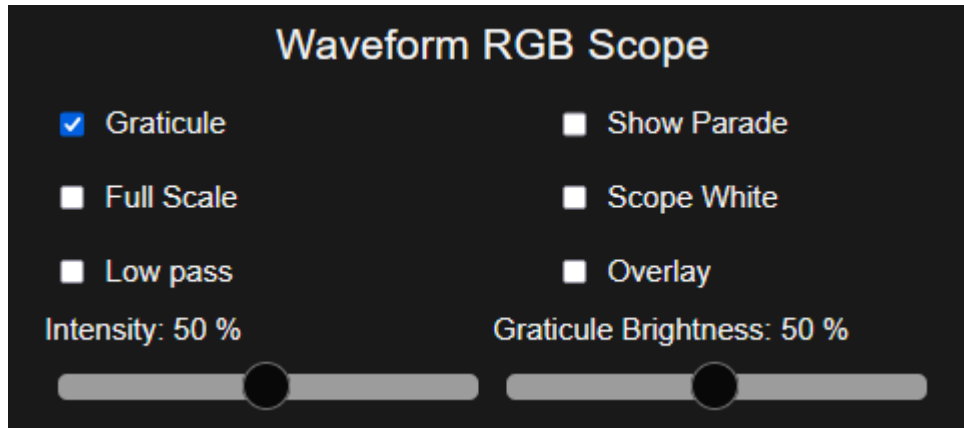 Waveform RGB Scope
Graticule
Show Parade
Full Scale
Scope White
Low pass
Overlay
Intensity: 50 %
Graticule Brightness: 50 %